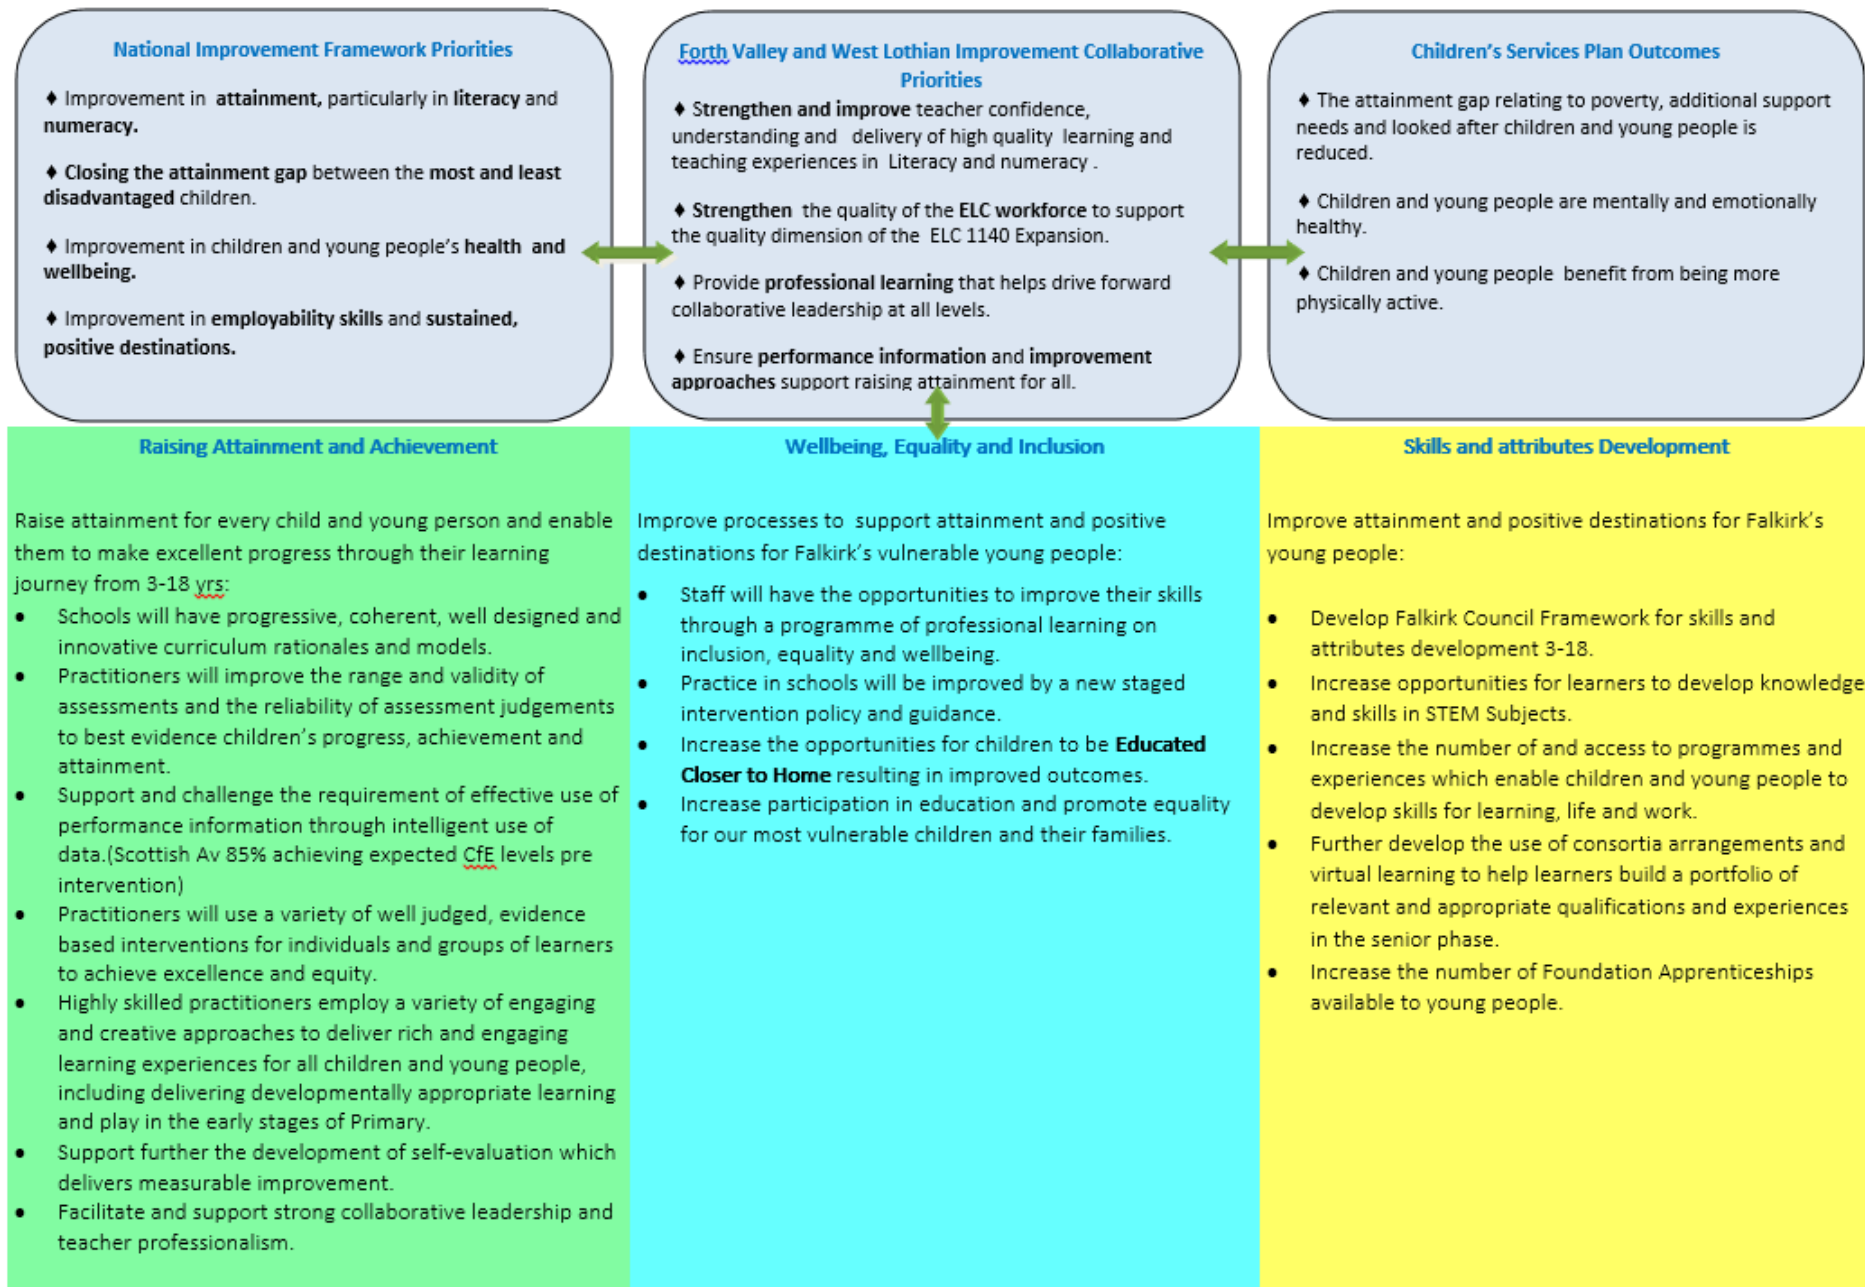 National Improvement Framework Priorities
♦ Improvement in attainment, particularly in literacy and
numeracy.
♦ Closing the attainment gap between the most and least
disadvantaged children.
♦ Improvement in children and young people's health and
wellbeing.
♦ Improvement in employability skills and sustained,
positive destinations.
Forth Valley and West Lothian Improvement Collaborative
Priorities
♦ Strengthen and improve teacher confidence,
understanding and delivery of high quality learning and
teaching experiences in Literacy and numeracy .
♦ Strengthen the quality of the ELC workforce to support
the quality dimension of the ELC 1140 Expansion.
♦ Provide professional learning that helps drive forward
collaborative leadership at all levels.
♦ Ensure performance information and improvement
approaches support raising attainment for all.
Children's Services Plan Outcomes
♦ The attainment gap relating to poverty, additional support
needs and looked after children and young people is
reduced.
♦ Children and young people are mentally and emotionally
healthy.
♦ Children and young people benefit from being more
physically active.
Raising Attainment and Achievement
Raise attainment for every child and young person and enable
them to make excellent progress through their learning
journey from 3-18 yrs:
• Schools will have progressive, coherent, well designed and
innovative curriculum rationales and models.
• Practitioners will improve the range and validity of
assessments and the reliability of assessment judgements
to best evidence children's progress, achievement and
attainment.
• Support and challenge the requirement of effective use of
performance information through intelligent use of
data.(Scottish Av 85% achieving expected CfE levels pre
intervention)
• Practitioners will use a variety of well judged, evidence
based interventions for individuals and groups of learners
to achieve excellence and equity.
• Highly skilled practitioners employ a variety of engaging
and creative approaches to deliver rich and engaging
learning experiences for all children and young people,
including delivering developmentally appropriate learning
and play in the early stages of Primary.
• Support further the development of self-evaluation which
delivers measurable improvement.
• Facilitate and support strong collaborative leadership and
teacher professionalism.
Wellbeing, Equality and Inclusion
Improve processes to support attainment and positive
destinations for Falkirk's vulnerable young people:
• Staff will have the opportunities to improve their skills
through a programme of professional learning on
inclusion, equality and wellbeing.
• Practice in schools will be improved by a new staged
intervention policy and guidance.
• Increase the opportunities for children to be Educated
Closer to Home resulting in improved outcomes.
• Increase participation in education and promote equality
for our most vulnerable children and their families.
Skills and attributes Development
Improve attainment and positive destinations for Falkirk's
young people:
• Develop Falkirk Council Framework for skills and
attributes development 3-18.
• Increase opportunities for learners to develop knowledge
and skills in STEM Subjects.
• Increase the number of and access to programmes and
experiences which enable children and young people to
develop skills for learning, life and work.
• Further develop the use of consortia arrangements and
virtual learning to help learners build a portfolio of
relevant and appropriate qualifications and experiences
in the senior phase.
• Increase the number of Foundation Apprenticeships
available to young people.